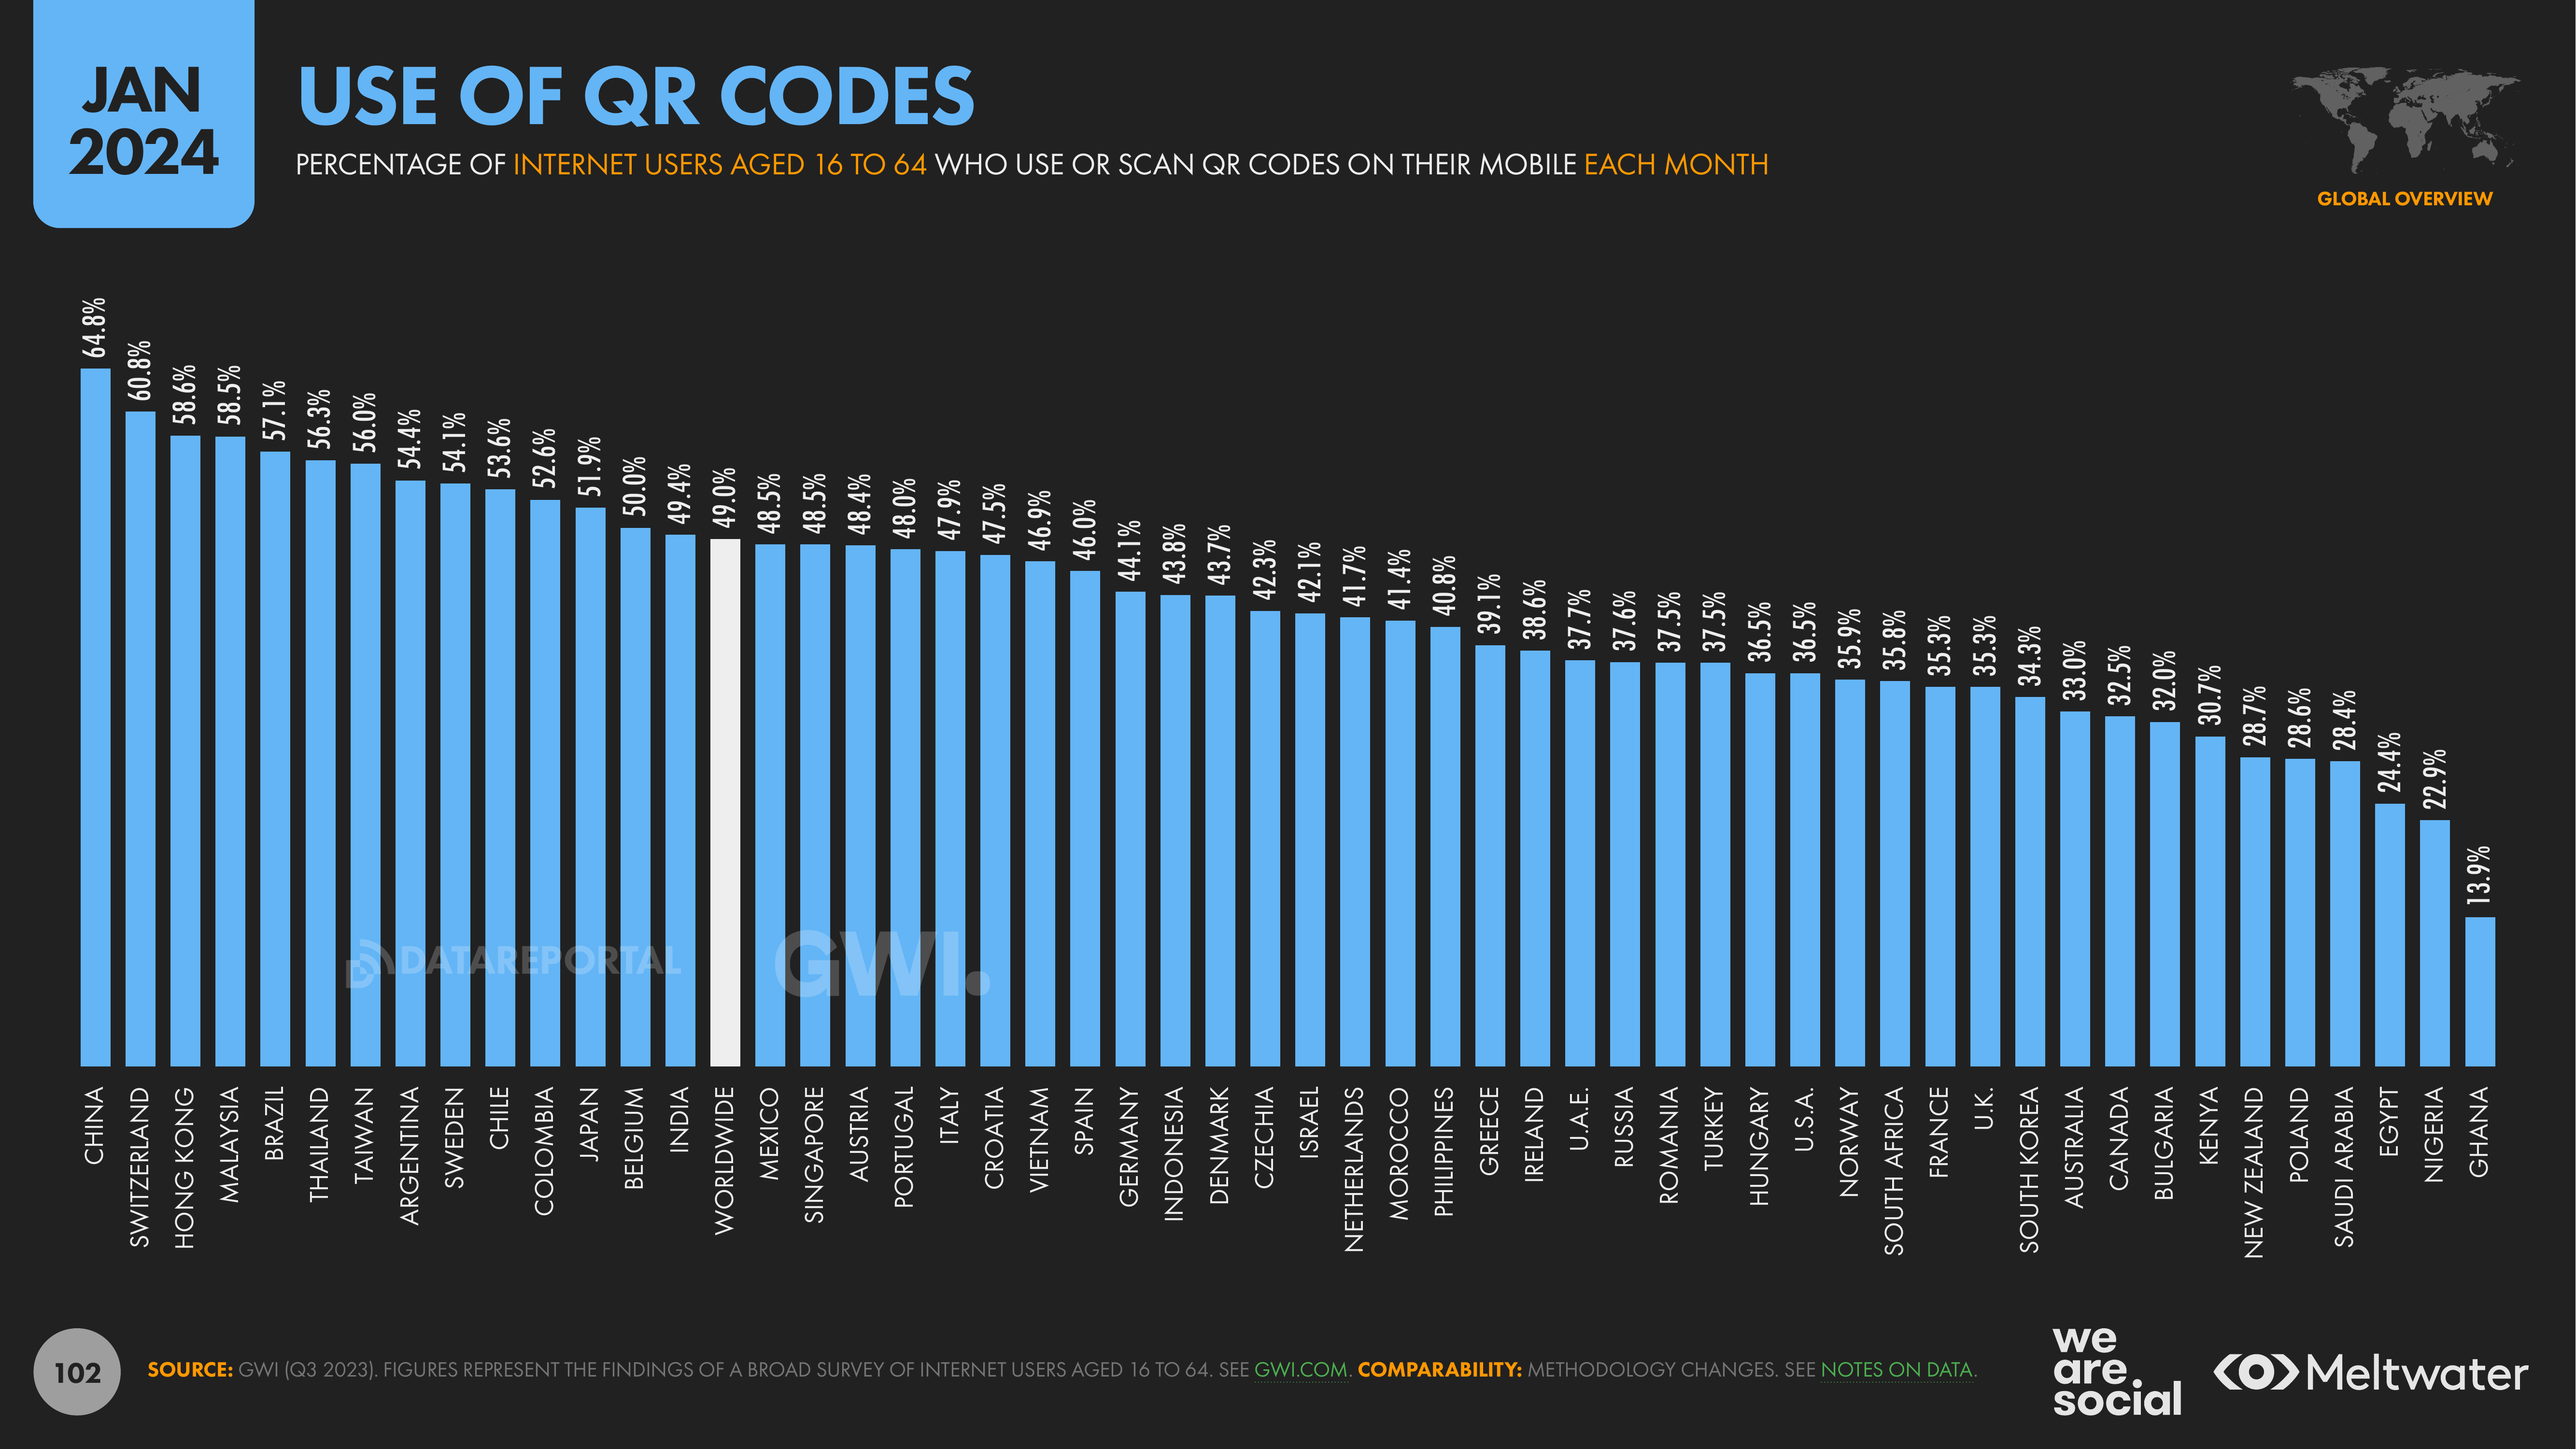 JAN
2024
USE OF QR CODES
PERCENTAGE OF INTERNET USERS AGED 16 TO 64 WHO USE OR SCAN QR CODES ON THEIR MOBILE EACH MONTH
GLOBAL OVERVIEW
64.8%
60.8%
58.6%
58.5%
57.1%
56.3%
56.0%
54.4%
54.1%
53.6%
52.6%
51.9%
50.0%
49.4%
49.0%
48.5%
48.5%
48.4%
48.0%
47.9%
47.5%
46.9%
46.0%
44.1%
43.8%
43.7%
42.3%
42.1%
41.7%
41.4%
40.8%
39.1%
38.6%
37.7%
37.6%
37.5%
37.5%
36.5%
36.5%
35.9%
35.8%
35.3%
35.3%
34.3%
33.0%
32.5%
32.0%
30.7%
28.7%
28.6%
28.4%
24.4%
22.9%
13.9%
DATAREPORTAL
GWI.
CHINA
SWITZERLAND
HONG KONG
MALAYSIA
BRAZIL
THAILAND
TAIWAN
ARGENTINA
SWEDEN
CHILE
COLOMBIA
JAPAN
BELGIUM
INDIA
WORLDWIDE
MEXICO
SINGAPORE
AUSTRIA
PORTUGAL
ITALY
CROATIA
VIETNAM
SPAIN
GERMANY
INDONESIA
DENMARK
CZECHIA
ISRAEL
NETHERLANDS
MOROCCO
PHILIPPINES
GREECE
IRELAND
U.A.E.
RUSSIA
ROMANIA
TURKEY
HUNGARY
U.S.A.
NORWAY
SOUTH AFRICA
FRANCE
U.K.
SOUTH KOREA
AUSTRALIA
CANADA
BULGARIA
KENYA
NEW ZEALAND
POLAND
SAUDI ARABIA
EGYPT
NIGERIA
GHANA
102
SOURCE: GWI (Q3 2023). FIGURES REPRESENT THE FINDINGS OF A BROAD SURVEY OF INTERNET USERS AGED 16 TO 64. SEE GWI.COM. COMPARABILITY: METHODOLOGY CHANGES. SEE NOTES ON DATA.
we
are.
social
Meltwater